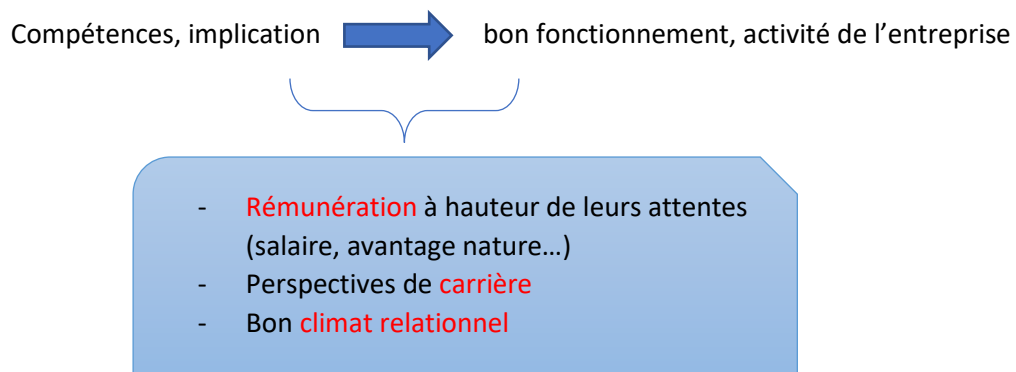 Compétences, implication bon fonctionnement, activité de l'entreprise
- Rémunération à hauteur de leurs attentes
(salaire, avantage nature…)
- Perspectives de carrière
- Bon climat relationnel